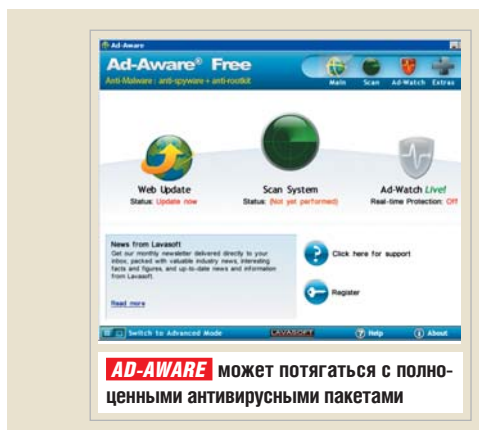 Ad-Aware
Ad-Aware® Free
Anti-Malware : anti-spyware + anti-rootkit
Main Scan Ad-Watch Extras
Web Update
Status: Update now
Scan System
Status: (Not yet performed)
Ad-Watch Live!
Real-time Protection: Off
News from Lavasoft
Get our monthly newsletter delivered directly to your
inbox, packed with valuable industry news, interesting
facts and figures, and up-to-date news and information
from Lavasoft.
Read more
Click here for support
Register
Switch to Advanced Mode LAVASOFT Help About
AD-AWARE может потягаться с полно-
ценными антивирусными пакетами